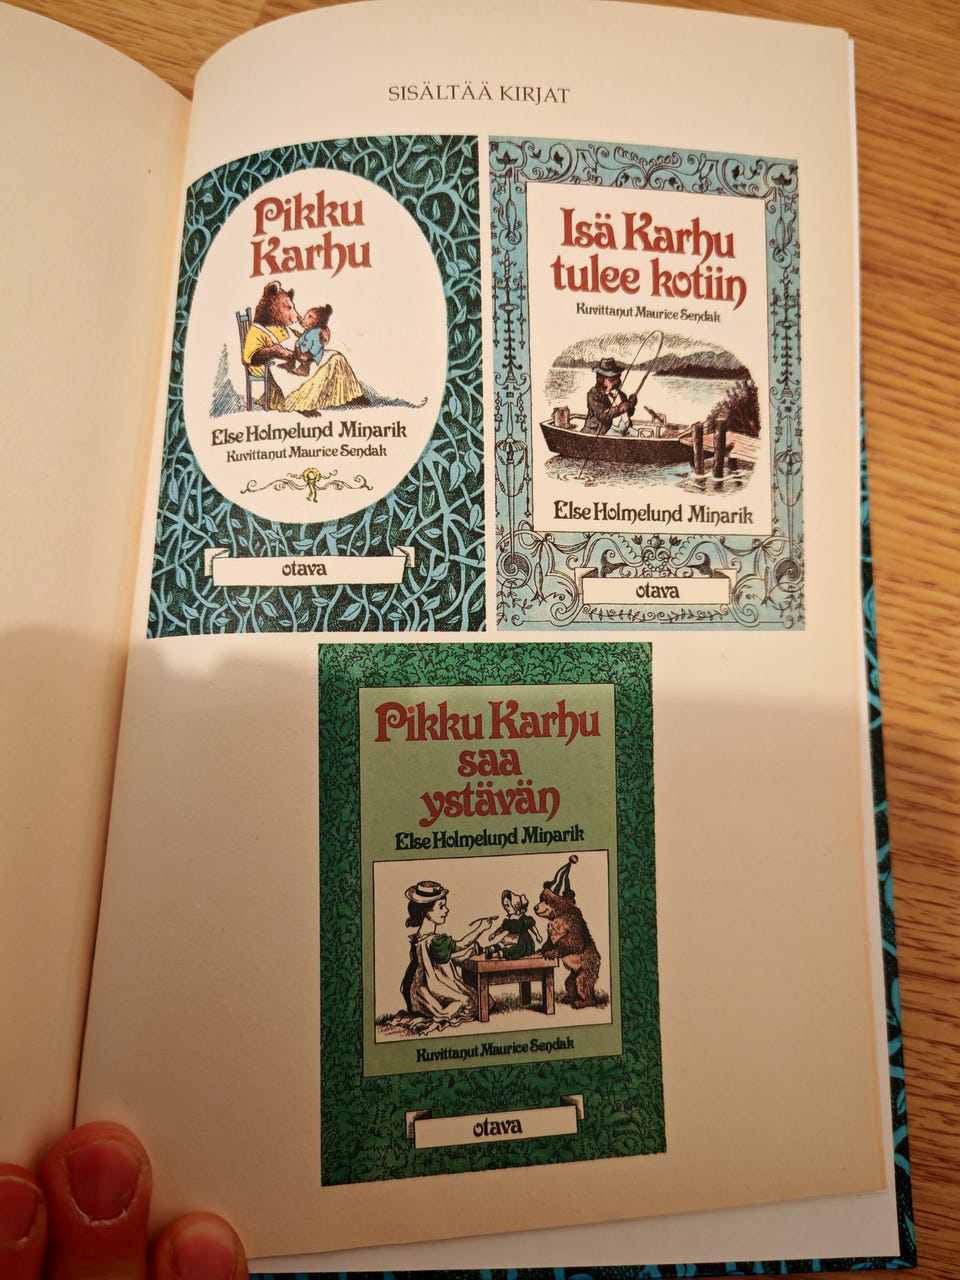 SISÄLTÄÄ KIRJAT
Pikku
Karhu
Else Holmelund Minarik
Kuvittanut Maurice Sendak
otava
Isä Karhu
tulee kotiin
Kuvittanut Maurice Sendak
Else Holmelund Minarik
otava
Pikku Karhu
saa
ystävän
Else Holmelund Minarik
Kuvittanut Maurice Sendak
otava